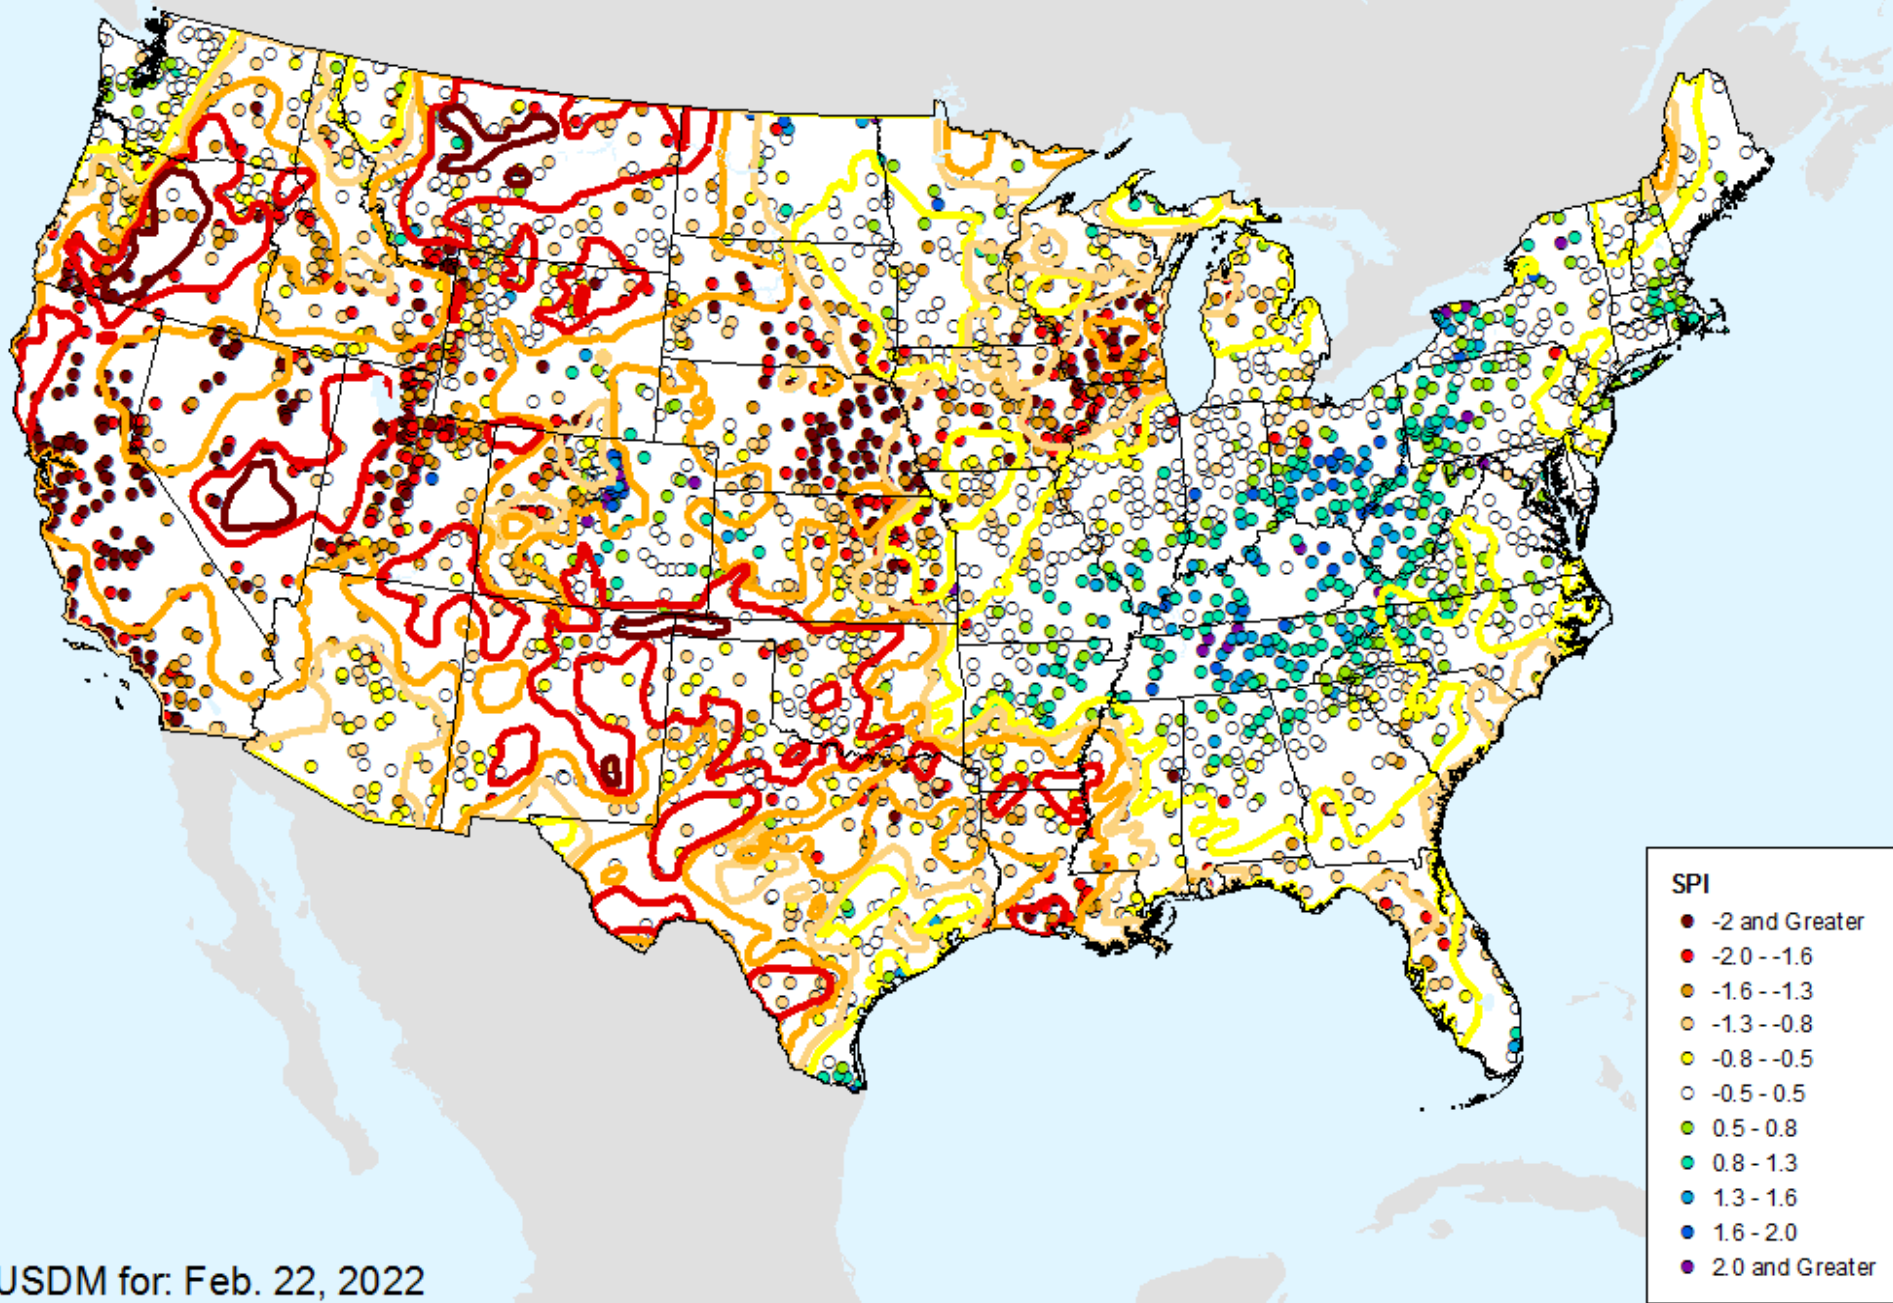 SPI
-2 and Greater
-2.0 - -1.6
-1.6 - -1.3
-1.3 - -0.8
-0.8 - -0.5
-0.5 - 0.5
0.5 - 0.8
0.8 - 1.3
1.3 - 1.6
1.6 - 2.0
2.0 and Greater
USDM for: Feb. 22, 2022